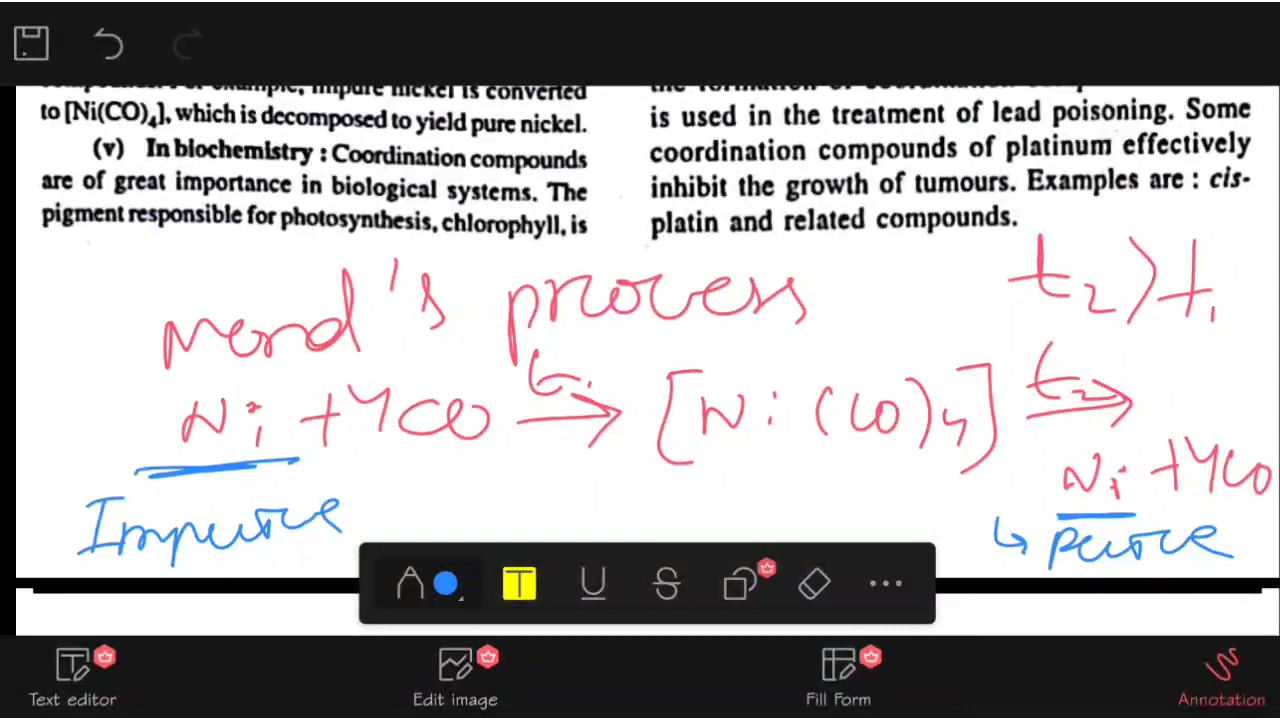 to [Ni(CO)4], which is decomposed to yield pure nickel.
(v) In biochemistry : Coordination compounds
are of great importance in biological systems. The
pigment responsible for photosynthesis, chlorophyll, is
is used in the treatment of lead poisoning. Some
coordination compounds of platinum effectively
inhibit the growth of tumours. Examples are : cis-
platin and related compounds.
Mond's process
t2 > t1
Ni + 4CO t1 → [Ni(CO)4] t2 →
Ni + 4CO
Impure
↳ Pure
T
U
S
Text editor
Edit image
Fill Form
Annotation